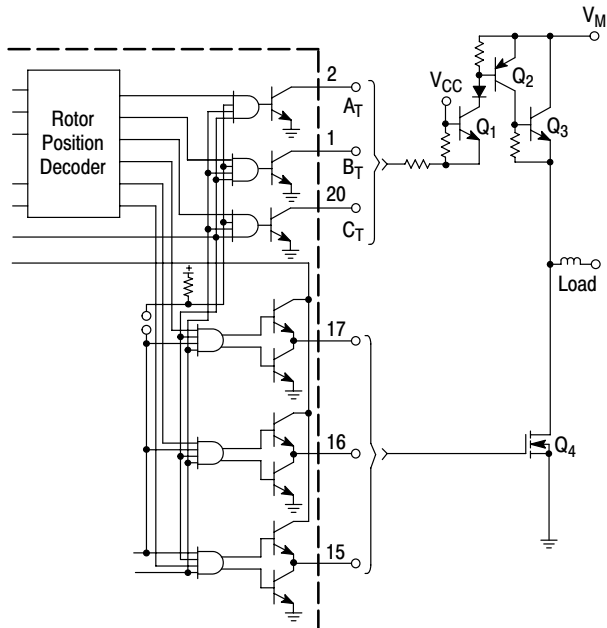 V_M
2
A_T
V_CC
Q_2
Q_1
Q_3
Rotor
Position
Decoder
1
B_T
20
C_T
+
Load
17
16
Q_4
15